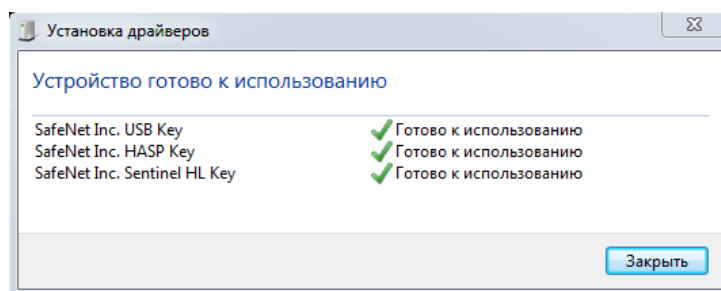 Установка драйверов
Устройство готово к использованию
SafeNet Inc. USB Key Готово к использованию
SafeNet Inc. HASP Key Готово к использованию
SafeNet Inc. Sentinel HL Key Готово к использованию
Закрыть